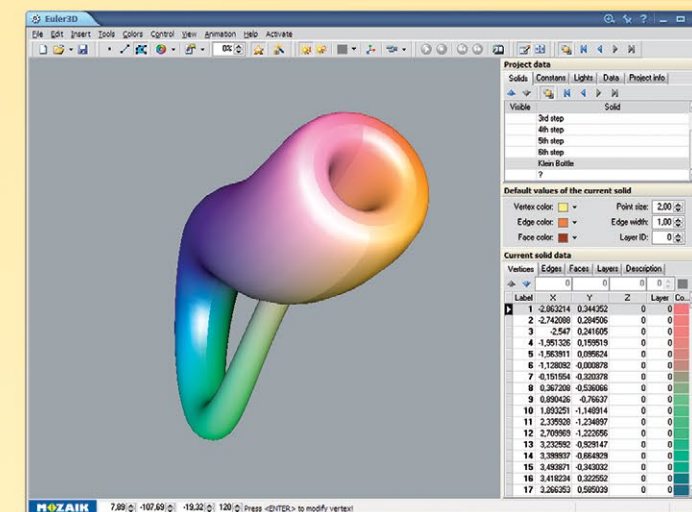 Euler3D
File Edit Insert Tools Colors Control View Animation Help Activate
0%
Project data
Solids Constans Lights Data Project info
Visible Solid
3rd step
4th step
5th step
6th step
Klein Bottle
?
Default values of the current solid
Vertex color: Point size: 2,00
Edge color: Edge width: 1,00
Face color: Layer ID: 0
Current solid data
Vertices Edges Faces Layers Description
0 0 0 0
Label X Y Z Layer Co...
1 -2,863214 0,344352 0 0
2 -2,742088 0,284506 0 0
3 -2,547 0,241605 0 0
4 -1,951326 0,159519 0 0
5 -1,563911 0,095624 0 0
6 -1,128092 -0,000878 0 0
7 -0,151554 -0,320378 0 0
8 0,367208 -0,536066 0 0
9 0,890426 -0,76637 0 0
10 1,893251 -1,148914 0 0
11 2,335928 -1,234897 0 0
12 2,709969 -1,222656 0 0
13 3,232592 -0,929147 0 0
14 3,399937 -0,664929 0 0
15 3,493871 -0,343032 0 0
16 3,418234 0,322552 0 0
17 3,266353 0,585039 0 0
MOZAIK 7,89 -107,69 -19,32 120 Press <ENTER> to modify vertex!